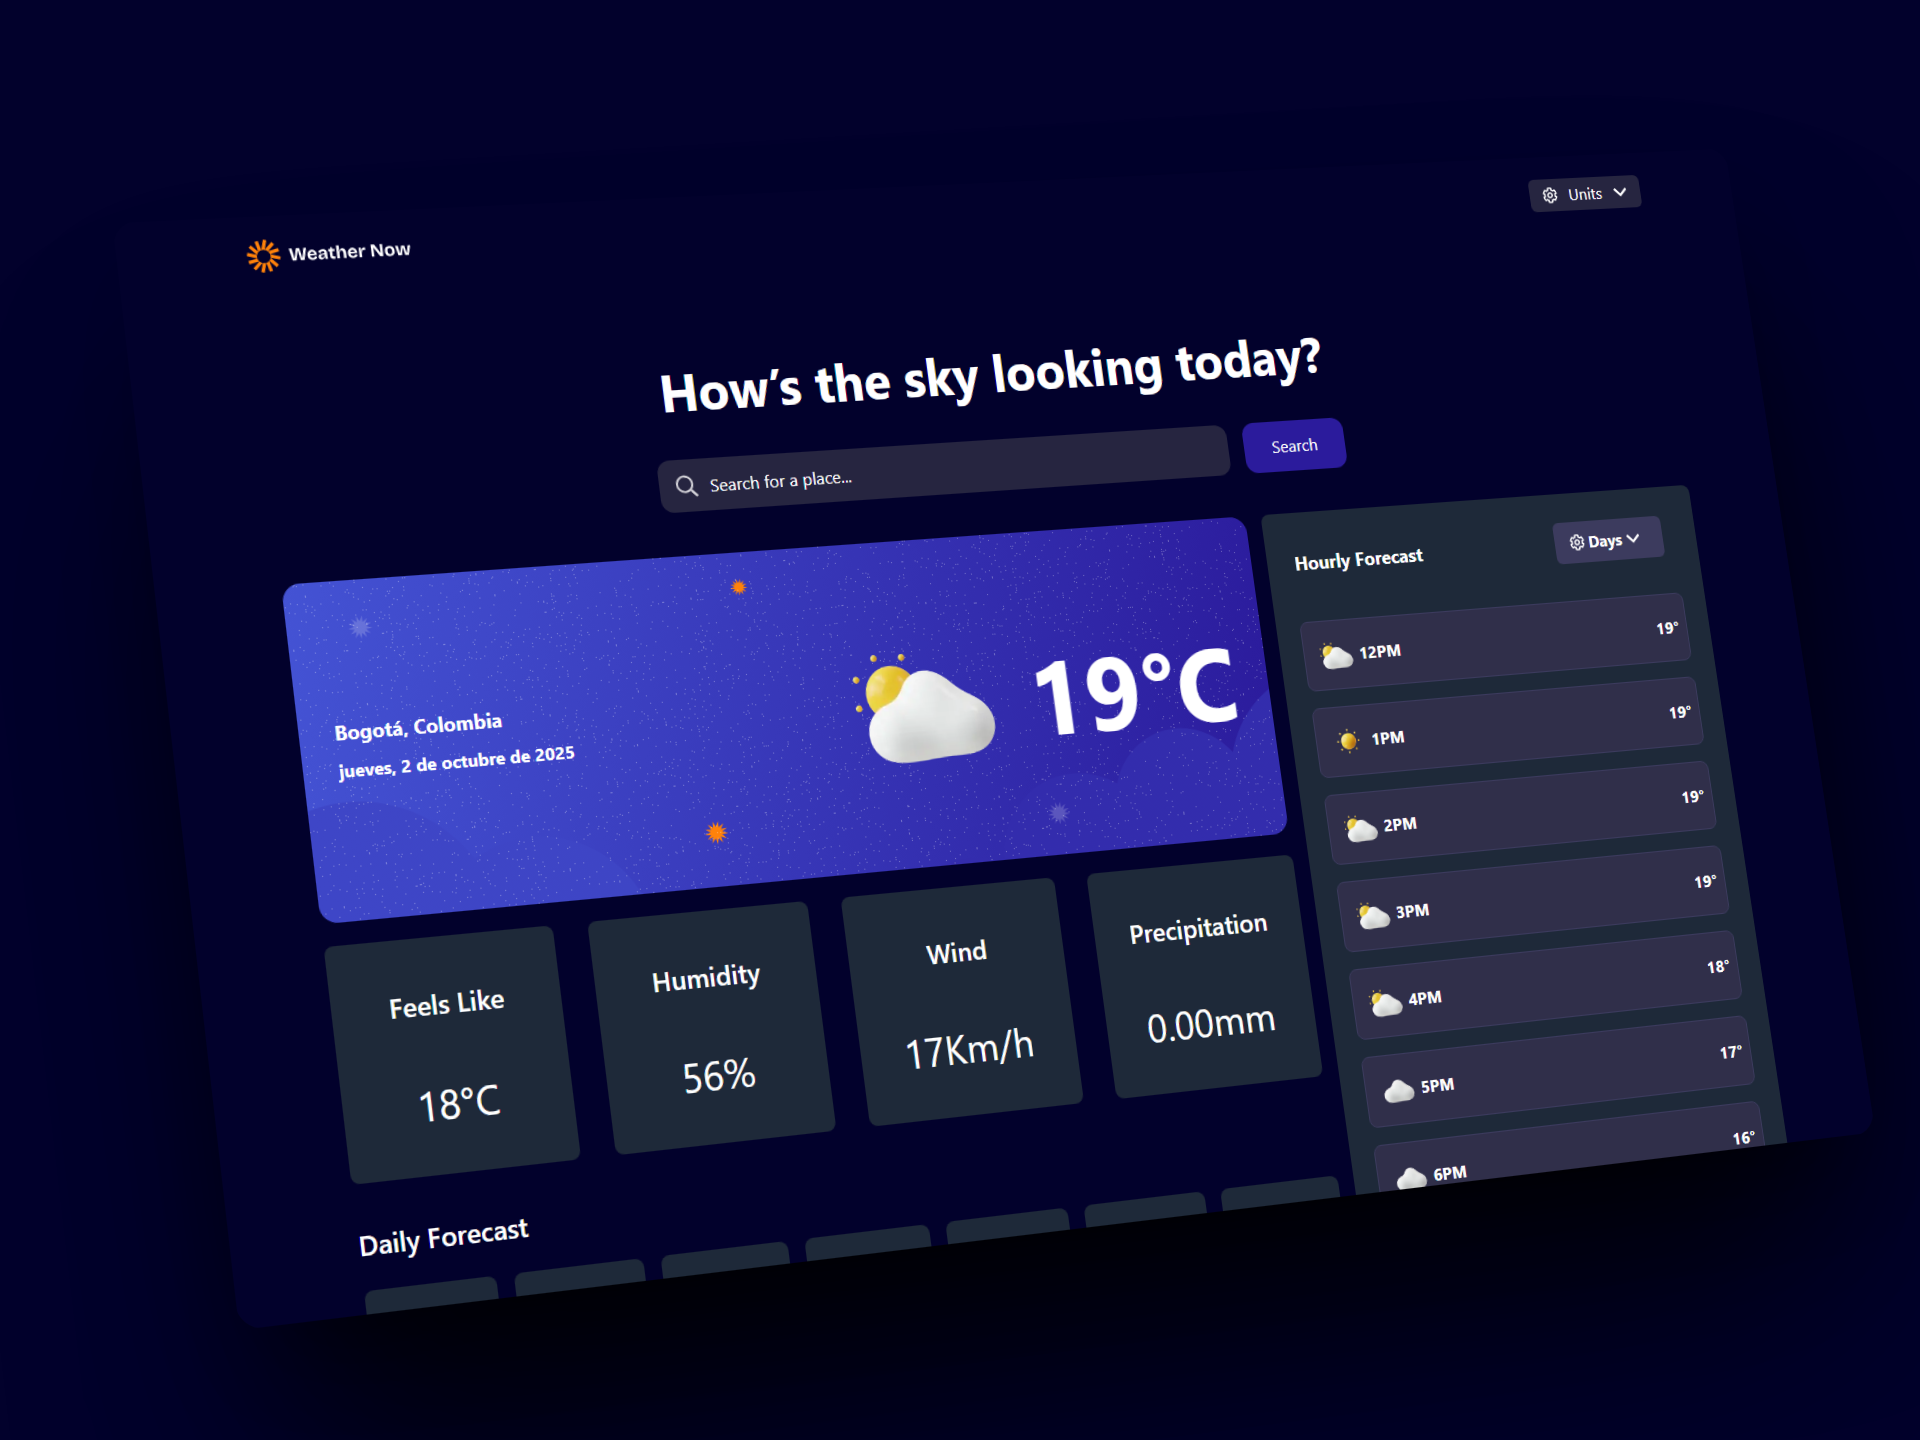 Weather Now
Units
How's the sky looking today?
Search for a place...
Search
Bogotá, Colombia
jueves, 2 de octubre de 2025
19°C
Feels Like
18°C
Humidity
56%
Wind
17Km/h
Precipitation
0.00mm
Daily Forecast
Hourly Forecast
Days
12PM 19°
1PM 19°
2PM 19°
3PM 19°
4PM 18°
5PM 17°
6PM 16°